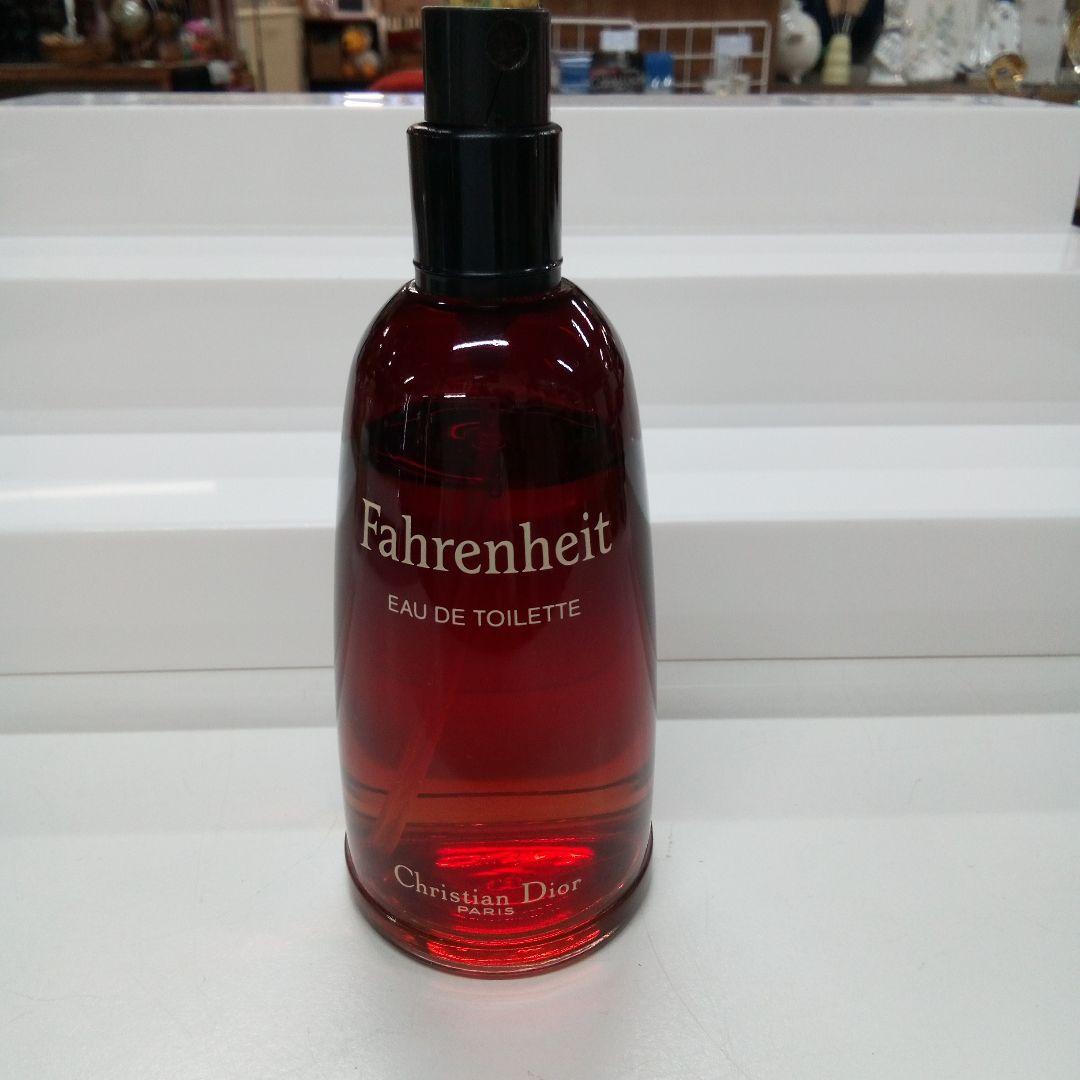 Fahrenheit
EAU DE TOILETTE
Christian Dior
PARIS